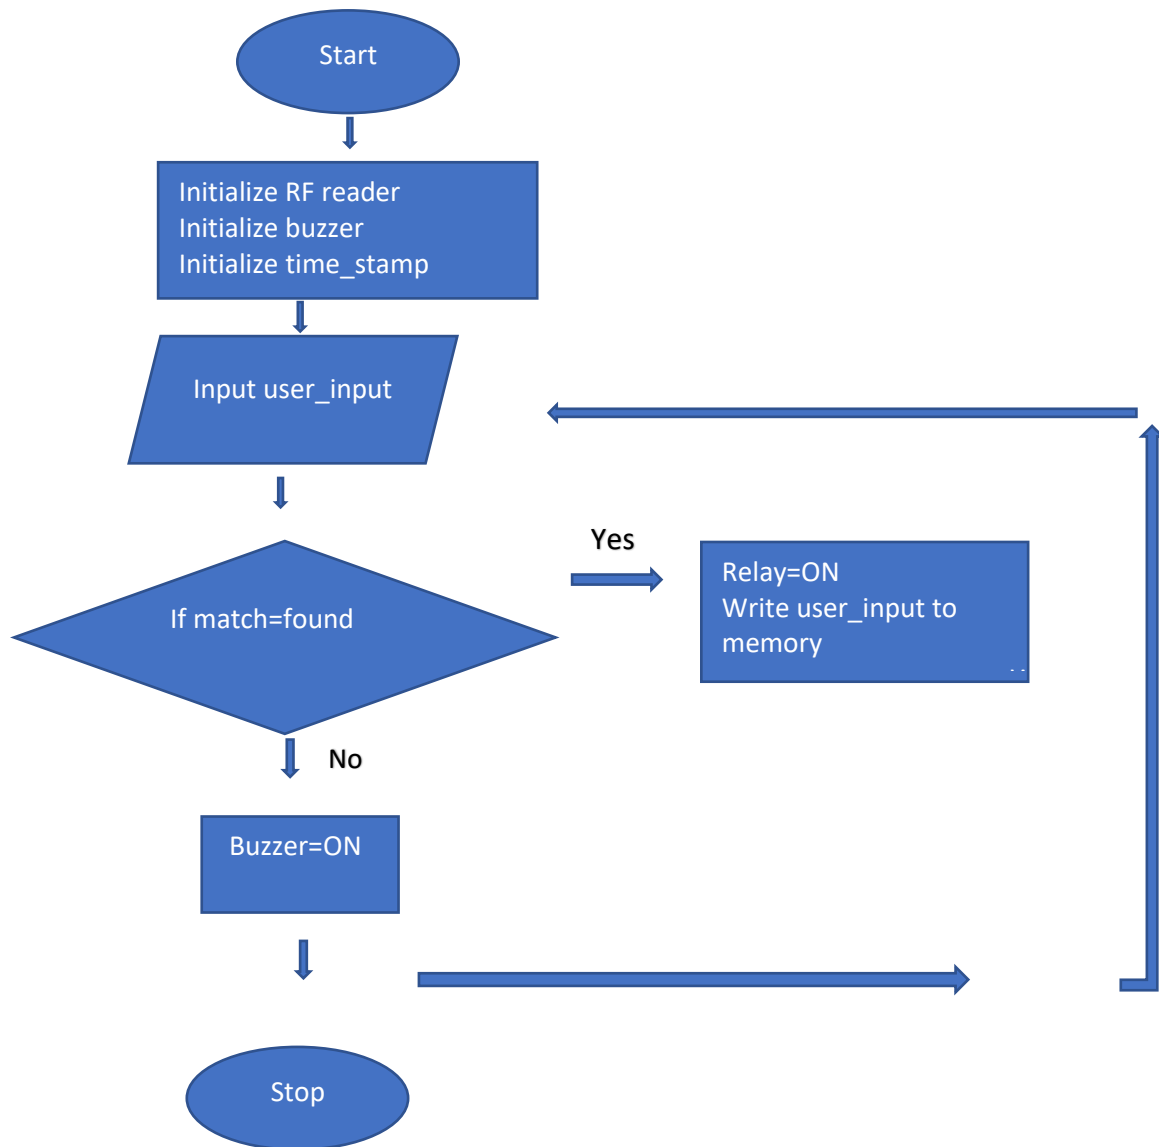 Start
Initialize RF reader
Initialize buzzer
Initialize time_stamp
Input user_input
Yes
If match=found
Relay=ON
Write user_input to
memory
No
Buzzer=ON
Stop